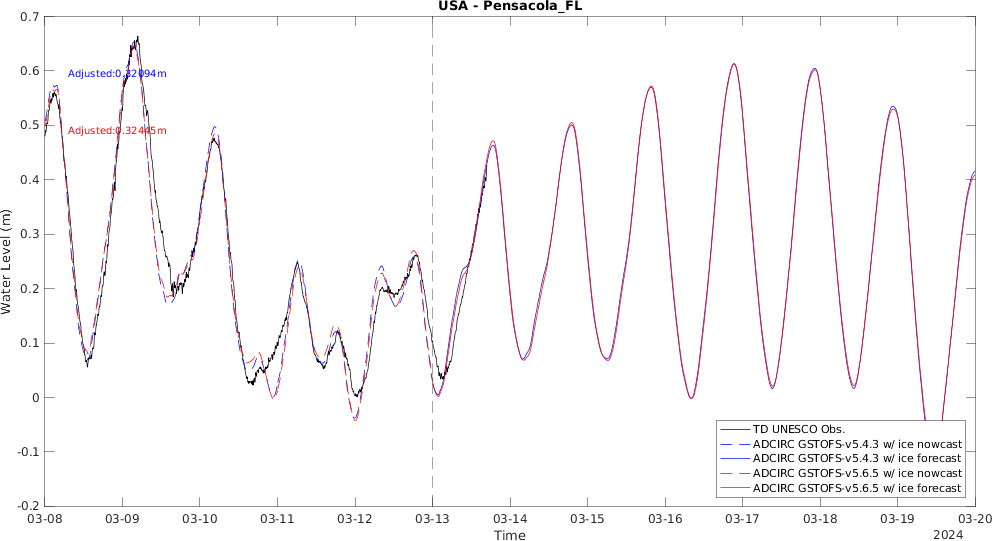 USA - Pensacola_FL
0.7
0.6
0.5
0.4
0.3
0.2
0.1
0
-0.1
-0.2
Water Level (m)
Adjusted:0.32094m
Adjusted:0.32445m
TD UNESCO Obs.
ADCIRC GSTOFS-v5.4.3 w/ ice nowcast
ADCIRC GSTOFS-v5.4.3 w/ ice forecast
ADCIRC GSTOFS-v5.6.5 w/ ice nowcast
ADCIRC GSTOFS-v5.6.5 w/ ice forecast
03-08 03-09 03-10 03-11 03-12 03-13 03-14 03-15 03-16 03-17 03-18 03-19 03-20
Time
2024